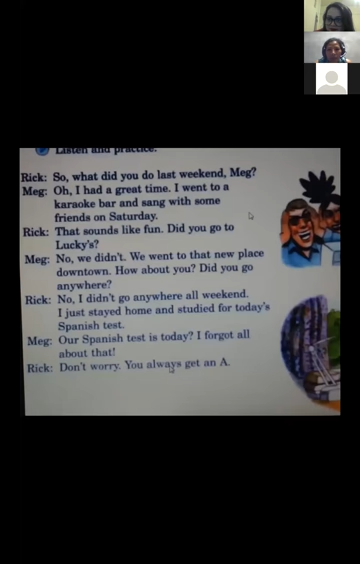 Listen and practice.
Rick: So, what did you do last weekend, Meg?
Meg: Oh, I had a great time. I went to a
karaoke bar and sang with some
friends on Saturday.
Rick: That sounds like fun. Did you go to
Lucky's?
Meg: No, we didn't. We went to that new place
downtown. How about you? Did you go
anywhere?
Rick: No, I didn't go anywhere all weekend.
I just stayed home and studied for today's
Spanish test.
Meg: Our Spanish test is today? I forgot all
about that!
Rick: Don't worry. You always get an A.